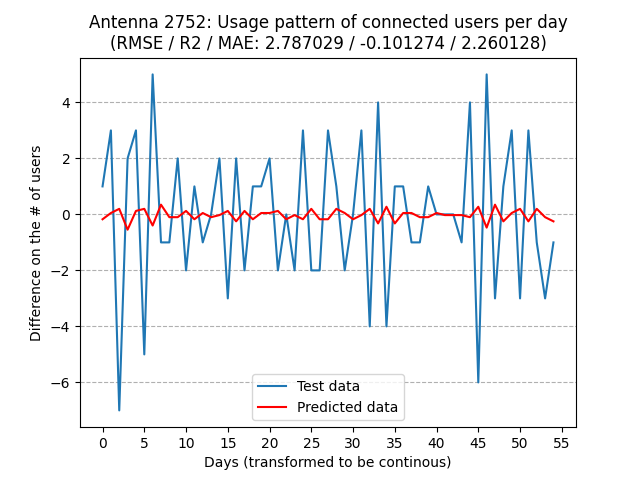 Antenna 2752: Usage pattern of connected users per day
(RMSE / R2 / MAE: 2.787029 / -0.101274 / 2.260128)
Difference on the # of users
4
2
0
−2
−4
−6
Test data
Predicted data
0 5 10 15 20 25 30 35 40 45 50 55
Days (transformed to be continous)